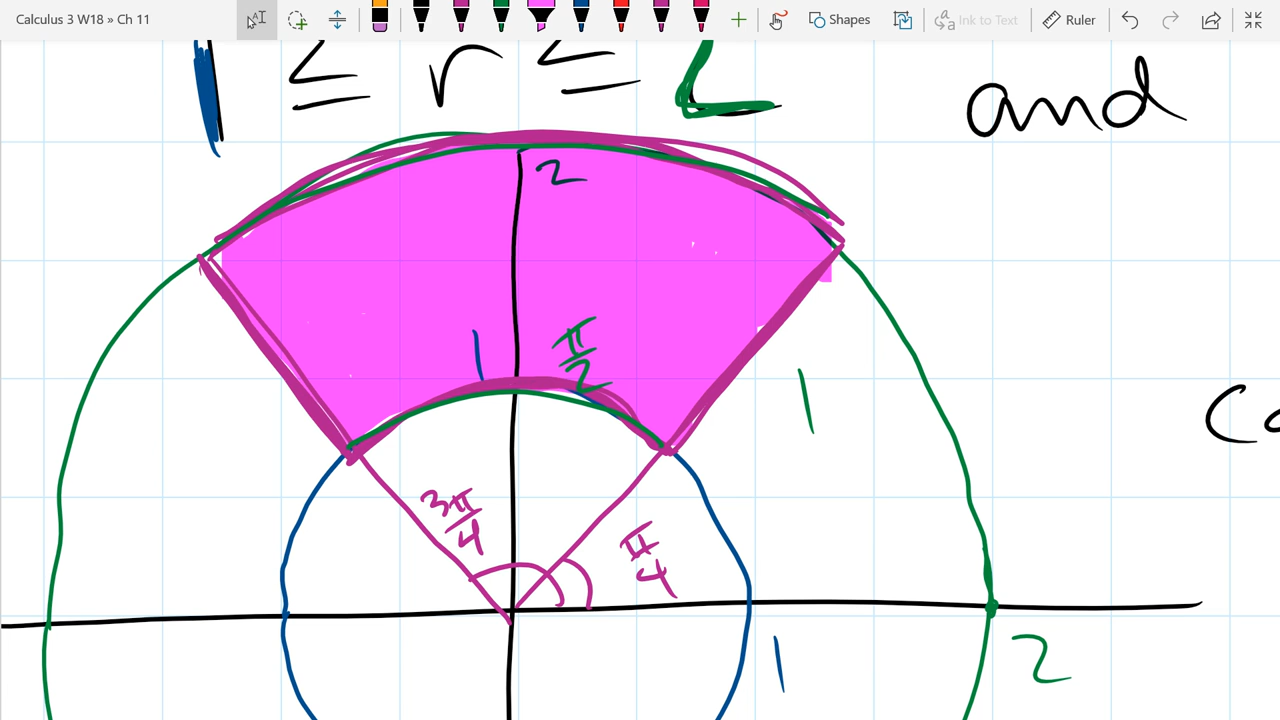 Calculus 3 W18 » Ch 11
Ink to Text
Shapes
Ruler
1 ≤ r ≤ 2 and
2
1
π/2
1
3π/4
π/4
1
2